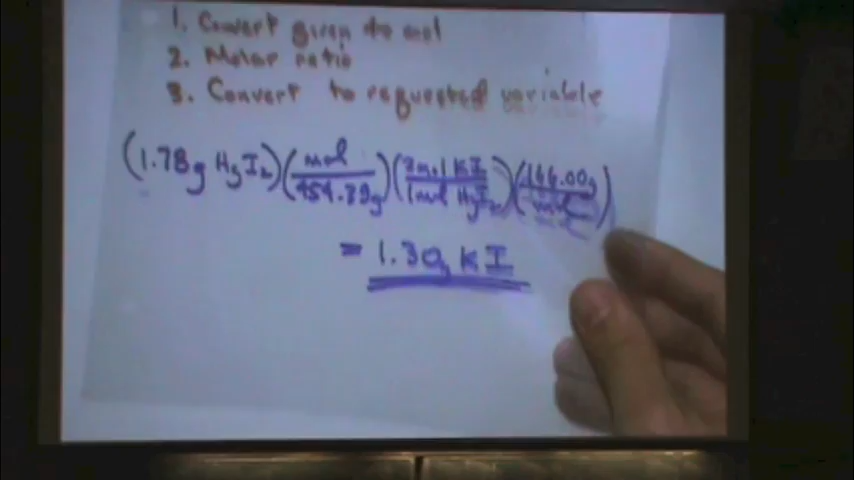 1. Convert given to mol
2. Molar ratio
3. Convert to requested variable
(1.78g HgI₂)(mol/454.39g)(2mol KI/1mol HgI₂)(166.00g/mol)
= 1.30g KI